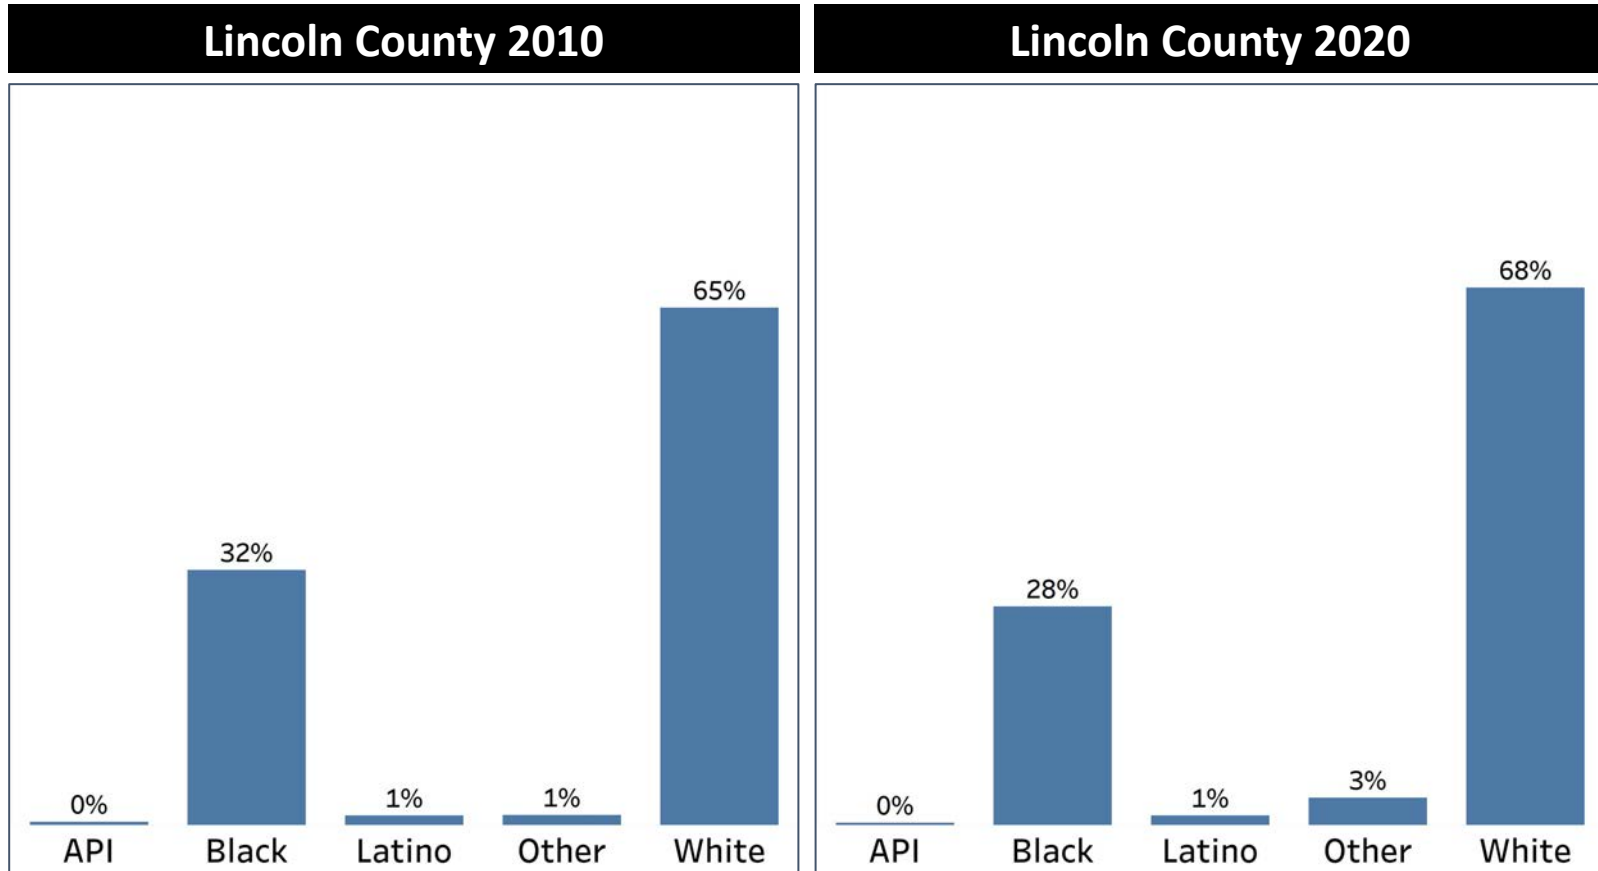 Lincoln County 2010
65%
32%
0%
1%
1%
API
Black
Latino
Other
White
Lincoln County 2020
68%
28%
0%
1%
3%
API
Black
Latino
Other
White